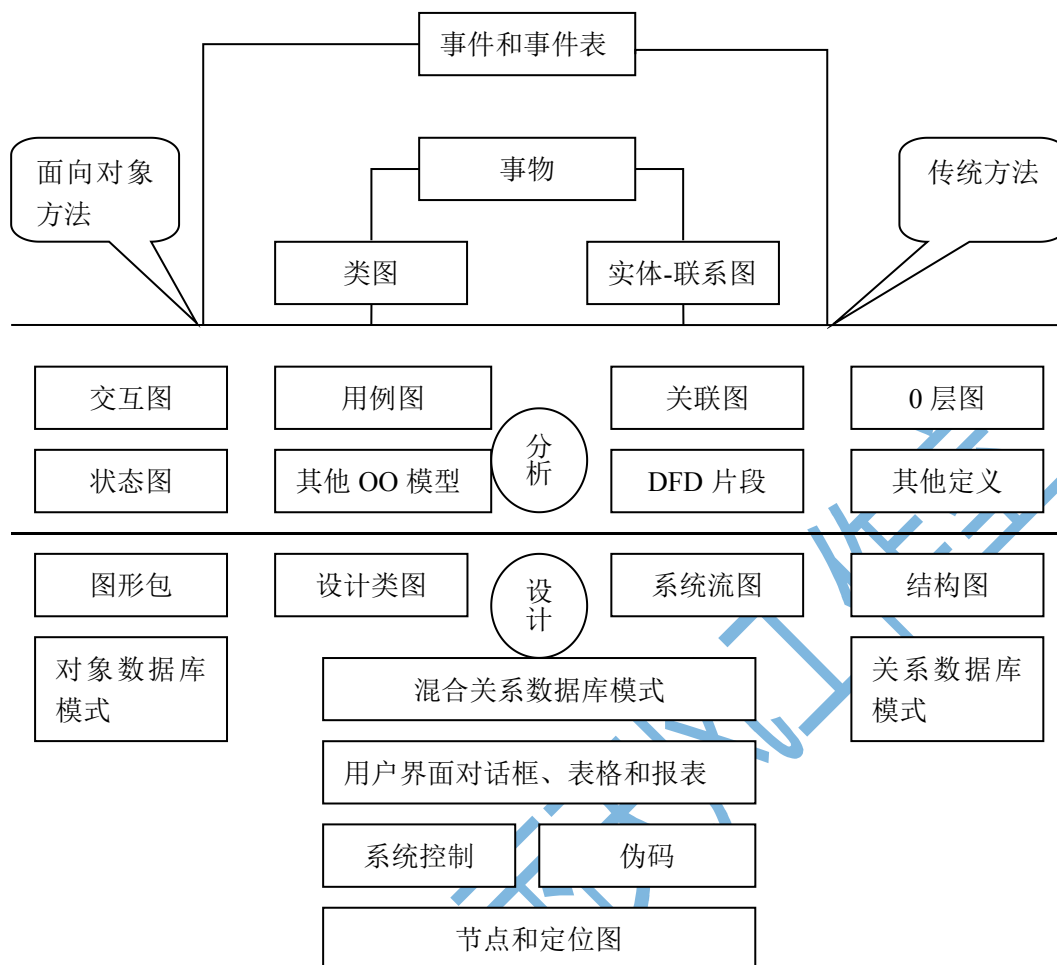 事件和事件表
面向对象
方法
事物
传统方法
类图
实体-联系图
交互图
用例图
关联图
0 层图
分
析
状态图
其他 OO 模型
DFD 片段
其他定义
图形包
设计类图
设
计
系统流图
结构图
对象数据库
模式
混合关系数据库模式
关系数据库
模式
用户界面对话框、表格和报表
系统控制
伪码
节点和定位图